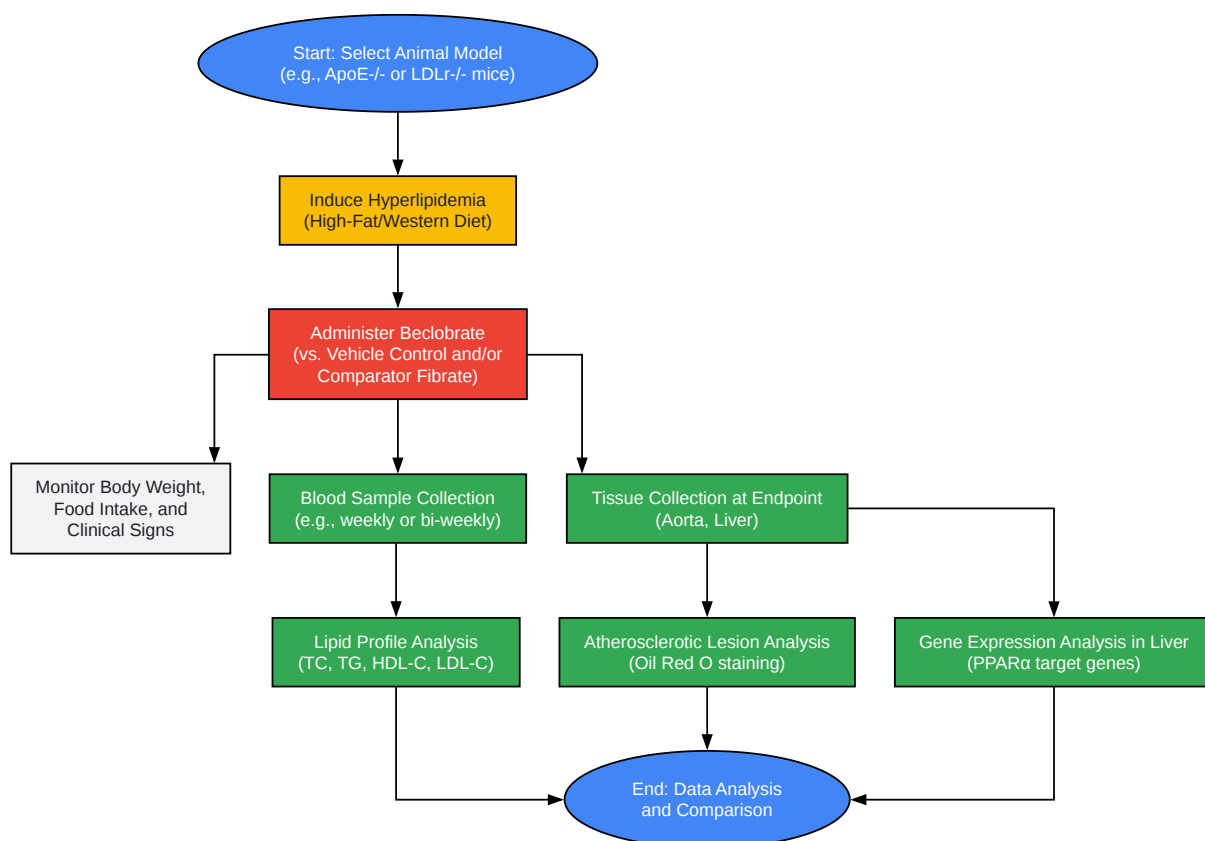 Start: Select Animal Model
(e.g., ApoE-/- or LDLr-/- mice)
Induce Hyperlipidemia
(High-Fat/Western Diet)
Administer Beclobrate
(vs. Vehicle Control and/or
Comparator Fibrate)
Monitor Body Weight,
Food Intake, and
Clinical Signs
Blood Sample Collection
(e.g., weekly or bi-weekly)
Tissue Collection at Endpoint
(Aorta, Liver)
Lipid Profile Analysis
(TC, TG, HDL-C, LDL-C)
Atherosclerotic Lesion Analysis
(Oil Red O staining)
Gene Expression Analysis in Liver
(PPARα target genes)
End: Data Analysis
and Comparison